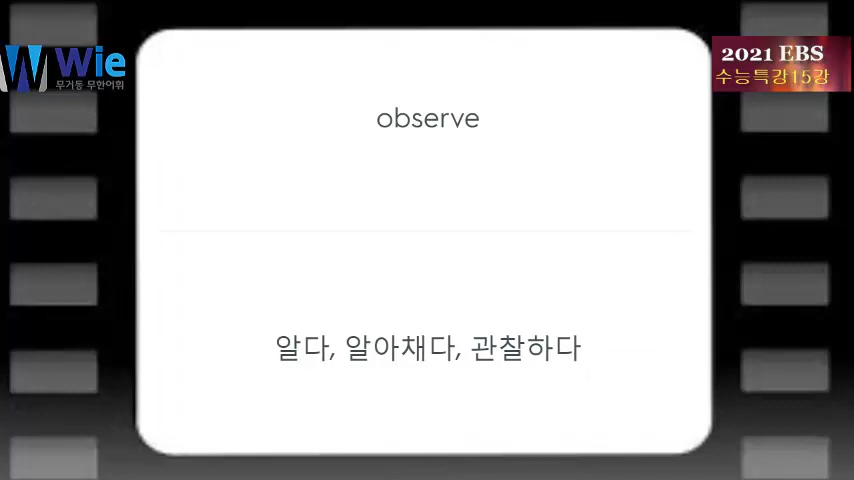 Wie
무거동 무한어휘
2021 EBS
수능특강15강
observe
알다, 알아채다, 관찰하다